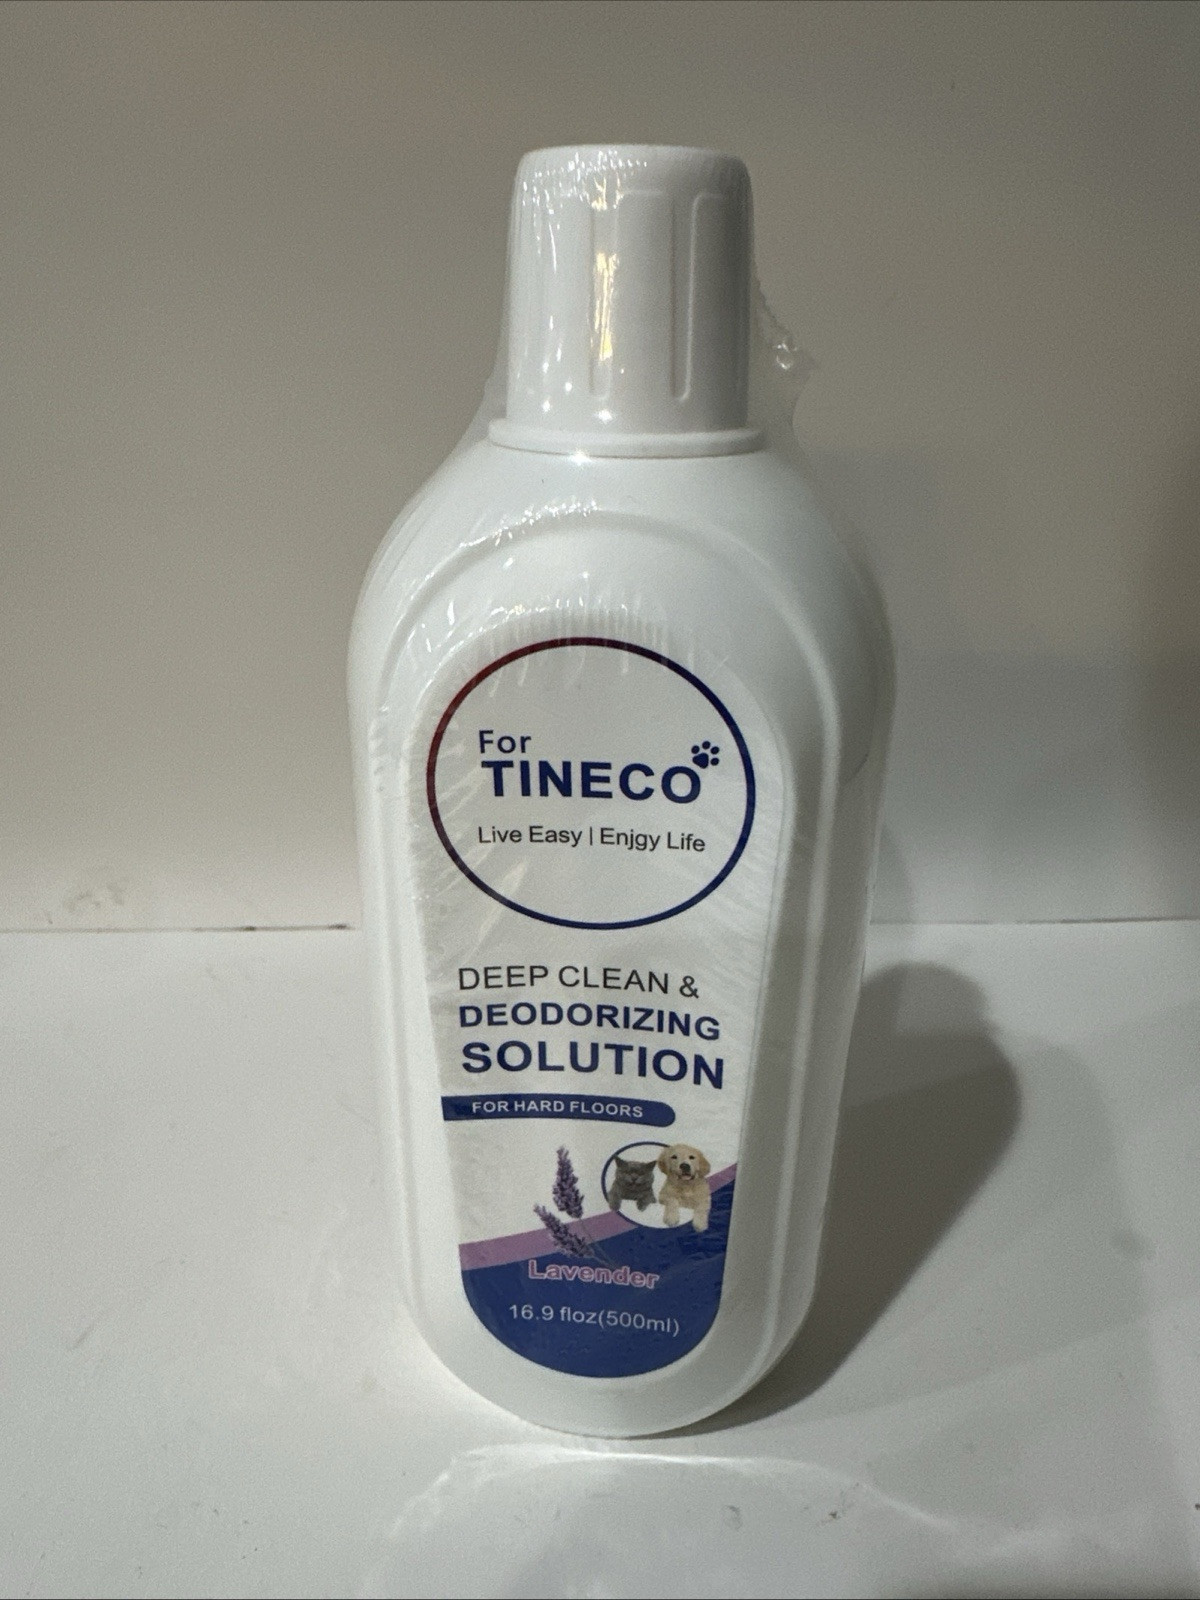 For
TINECO
Live Easy | Enjgy Life
DEEP CLEAN &
DEODORIZING
SOLUTION
FOR HARD FLOORS
Lavender
16.9 floz(500ml)